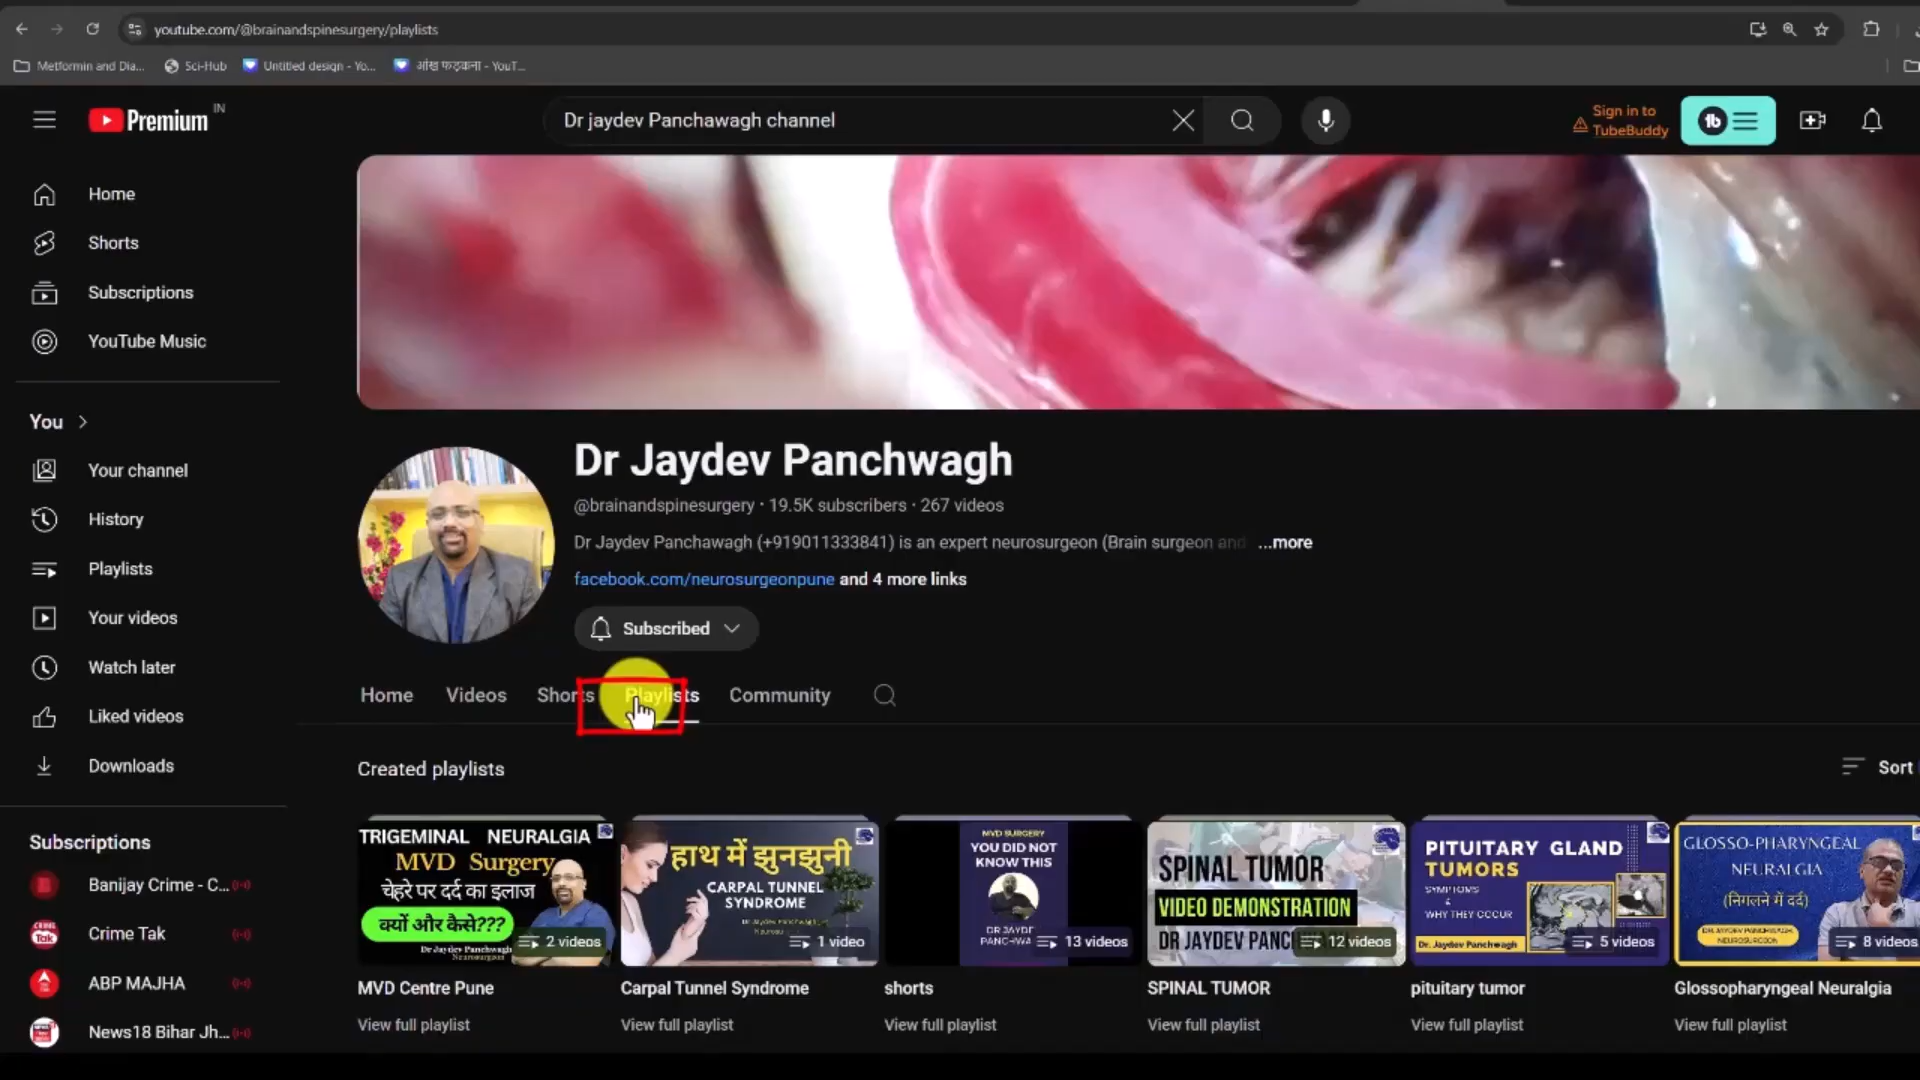 youtube.com/@brainandspinesurgery/playlists
Metformin and Dia...
Sci-Hub
Untitled design - Yo...
आंख फड़कना - YouT...
Premium
IN
Dr jaydev Panchawagh channel
Sign in to
TubeBuddy
Home
Shorts
Subscriptions
YouTube Music
You
Your channel
History
Playlists
Your videos
Watch later
Liked videos
Downloads
Subscriptions
Banijay Crime - C...
Crime Tak
ABP MAJHA
News18 Bihar Jh...
Dr Jaydev Panchwagh
@brainandspinesurgery · 19.5K subscribers · 267 videos
Dr Jaydev Panchawagh (+919011333841) is an expert neurosurgeon (Brain surgeon and ...more
facebook.com/neurosurgeonpune and 4 more links
Subscribed
Home Videos Shorts Playlists Community
Created playlists
Sort
TRIGEMINAL NEURALGIA
MVD Surgery
चेहरे पर दर्द का इलाज
क्यों और कैसे???
Dr Jaydev Panchwagh
Neurosurgeon
2 videos
MVD Centre Pune
View full playlist
हाथ में झुनझुनी
CARPAL TUNNEL
SYNDROME
1 video
Carpal Tunnel Syndrome
View full playlist
MVD SURGERY
YOU DID NOT
KNOW THIS
DR JAYDE
PANCHWA
13 videos
shorts
View full playlist
SPINAL TUMOR
VIDEO DEMONSTRATION
DR JAYDEV PANC
12 videos
SPINAL TUMOR
View full playlist
PITUITARY GLAND
TUMORS
SYMPTOMS
&
WHY THEY OCCUR
Dr. Jaydev Panchwagh
5 videos
pituitary tumor
View full playlist
GLOSSO-PHARYNGEAL
NEURALGIA
(निगलने में दर्द)
DR. JAYDEV PANCHWAGH,
NEUROSURGEON
8 videos
Glossopharyngeal Neuralgia
View full playlist